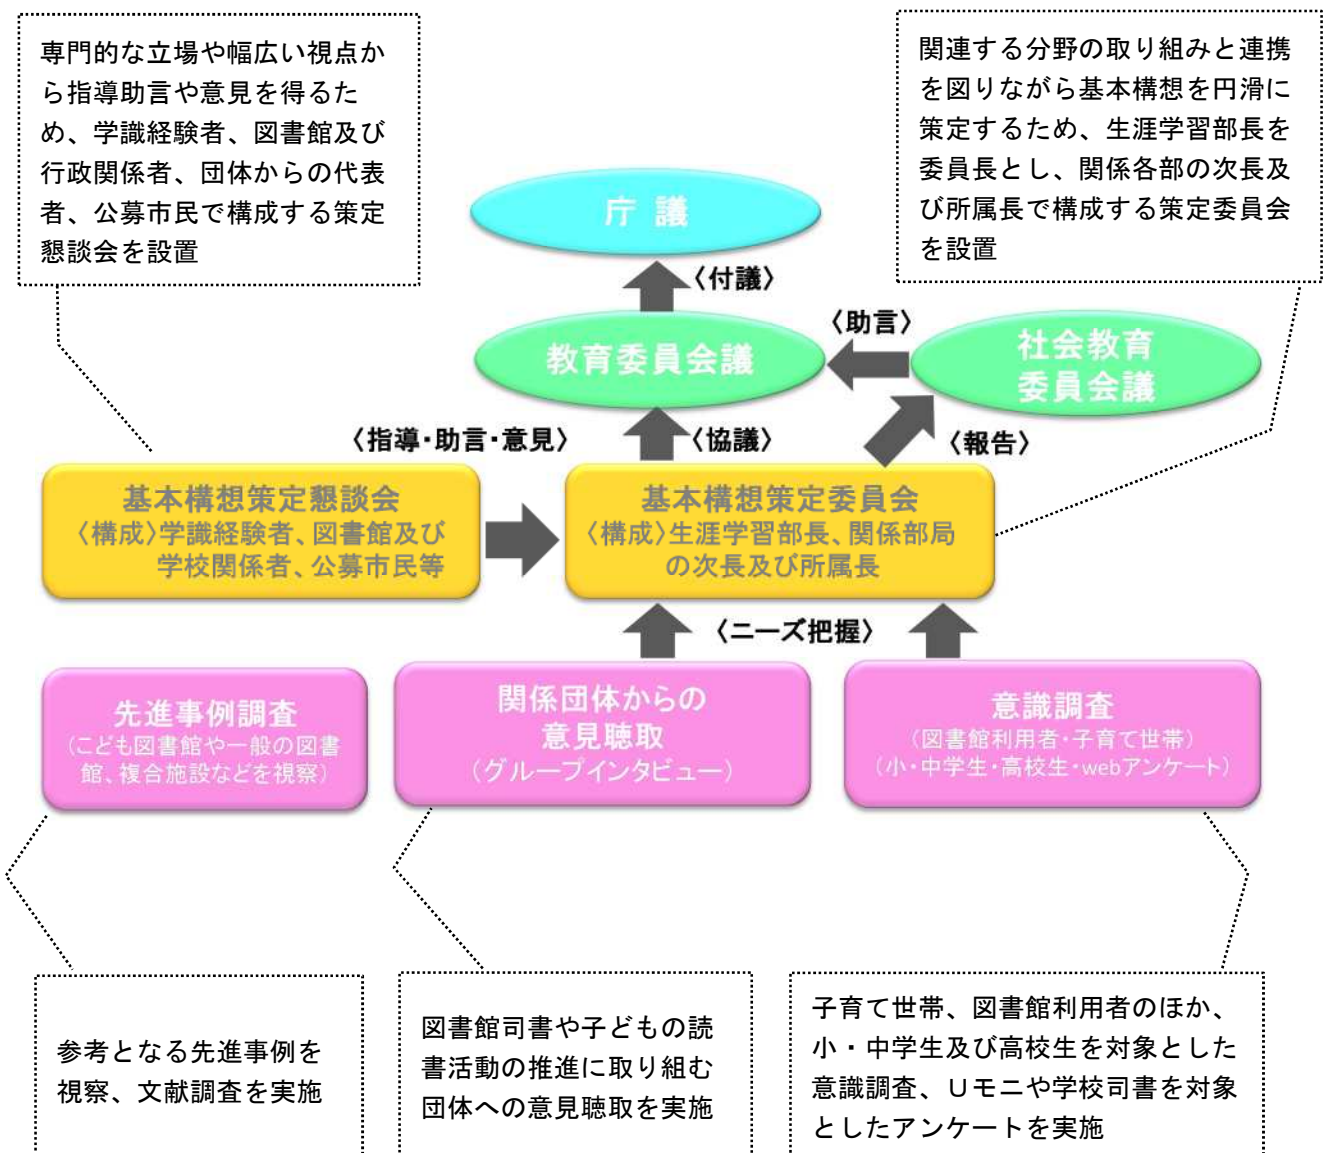 専門的な立場や幅広い視点か
ら指導助言や意見を得るた
め、学識経験者、図書館及び
行政関係者、団体からの代表
者、公募市民で構成する策定
懇談会を設置
関連する分野の取り組みと連携
を図りながら基本構想を円滑に
策定するため、生涯学習部長を
委員長とし、関係各部の次長及
び所属長で構成する策定委員会
を設置
庁 議
〈付議〉
教育委員会議
〈助言〉
社会教育
委員会議
〈指導・助言・意見〉
〈協議〉
〈報告〉
基本構想策定懇談会
〈構成〉学識経験者、図書館及び
学校関係者、公募市民等
基本構想策定委員会
〈構成〉生涯学習部長、関係部局
の次長及び所属長
〈ニーズ把握〉
先進事例調査
(こども図書館や一般の図書
館、複合施設などを視察)
関係団体からの
意見聴取
(グループインタビュー)
意識調査
(図書館利用者・子育て世帯)
(小・中学生・高校生・webアンケート)
参考となる先進事例を
視察、文献調査を実施
図書館司書や子どもの読
書活動の推進に取り組む
団体への意見聴取を実施
子育て世帯、図書館利用者のほか、
小・中学生及び高校生を対象とした
意識調査、Uモニや学校司書を対象
としたアンケートを実施